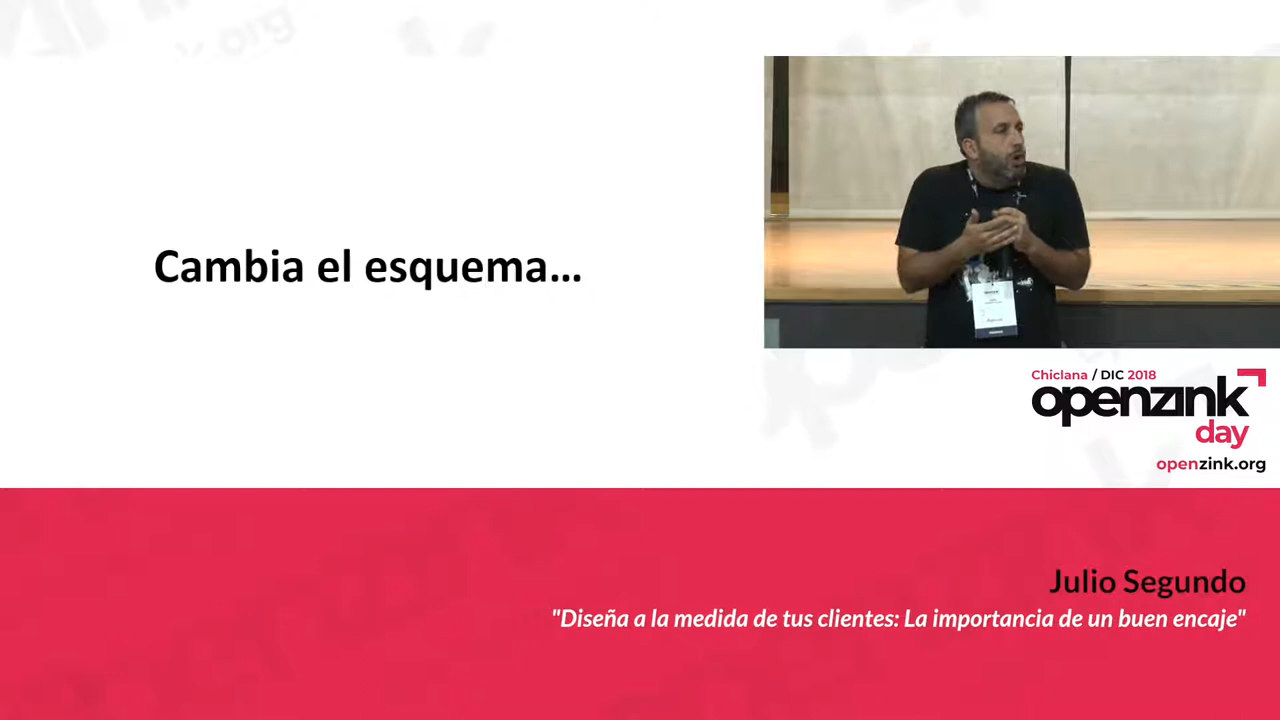 Cambia el esquema...
Chiclana / DIC 2018
openzink
day
openzink.org
Julio Segundo
"Diseña a la medida de tus clientes: La importancia de un buen encaje"